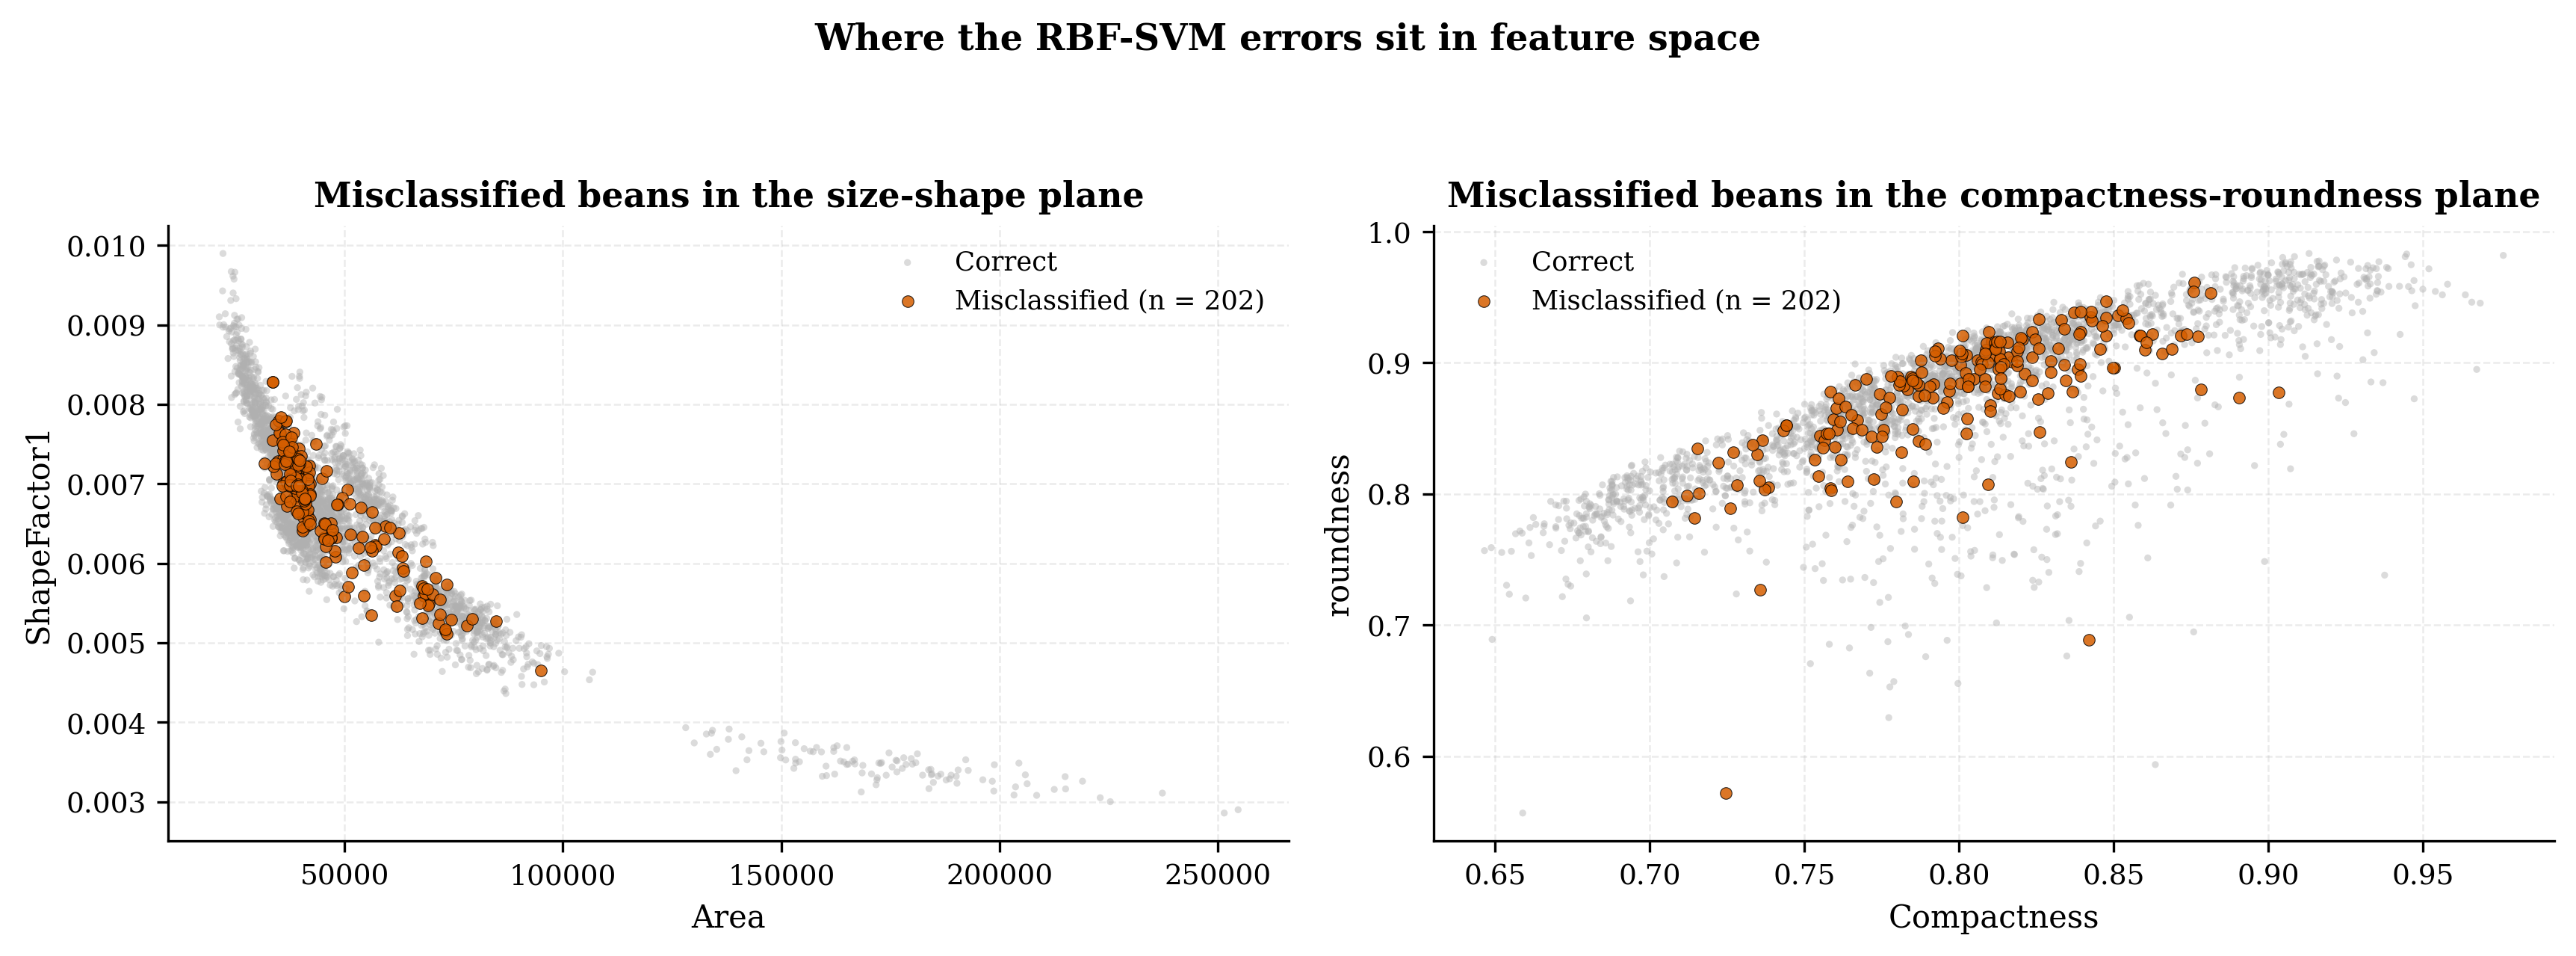 Where the RBF-SVM errors sit in feature space
Misclassified beans in the size-shape plane
0.010
0.009
0.008
0.007
0.006
0.005
0.004
0.003
ShapeFactor1
Correct
Misclassified (n = 202)
50000 100000 150000 200000 250000
Area
Misclassified beans in the compactness-roundness plane
1.0
0.9
0.8
0.7
0.6
roundness
Correct
Misclassified (n = 202)
0.65 0.70 0.75 0.80 0.85 0.90 0.95
Compactness